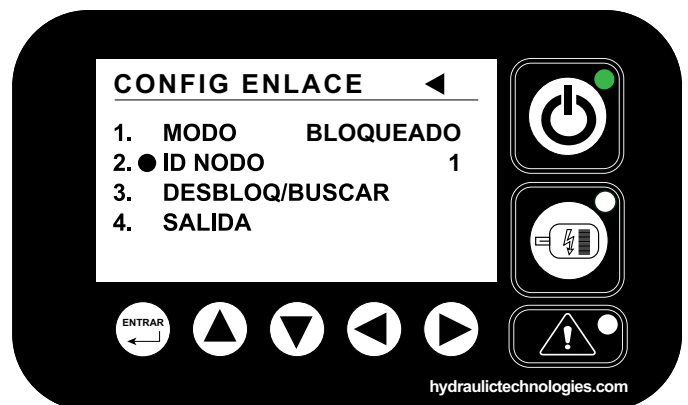 CONFIG ENLACE ◀
1. MODO BLOQUEADO
2. ● ID NODO 1
3. DESBLOQ/BUSCAR
4. SALIDA
ENTRAR
hydraulictechnologies.com